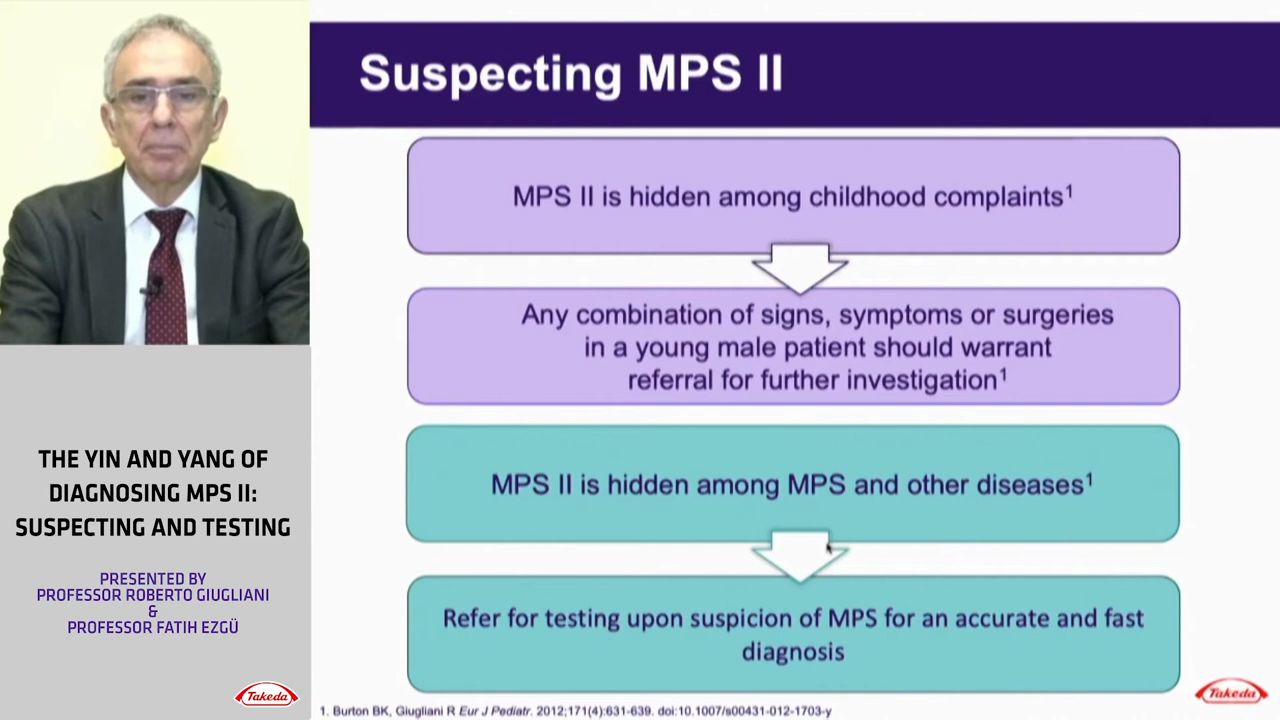 Suspecting MPS II
MPS II is hidden among childhood complaints¹
Any combination of signs, symptoms or surgeries
in a young male patient should warrant
referral for further investigation¹
MPS II is hidden among MPS and other diseases¹
Refer for testing upon suspicion of MPS for an accurate and fast
diagnosis
1. Burton BK, Giugliani R Eur J Pediatr. 2012;171(4):631-639. doi:10.1007/s00431-012-1703-y
Takeda
THE YIN AND YANG OF
DIAGNOSING MPS II:
SUSPECTING AND TESTING
PRESENTED BY
PROFESSOR ROBERTO GIUGLIANI
&
PROFESSOR FATIH EZGÜ
Takeda